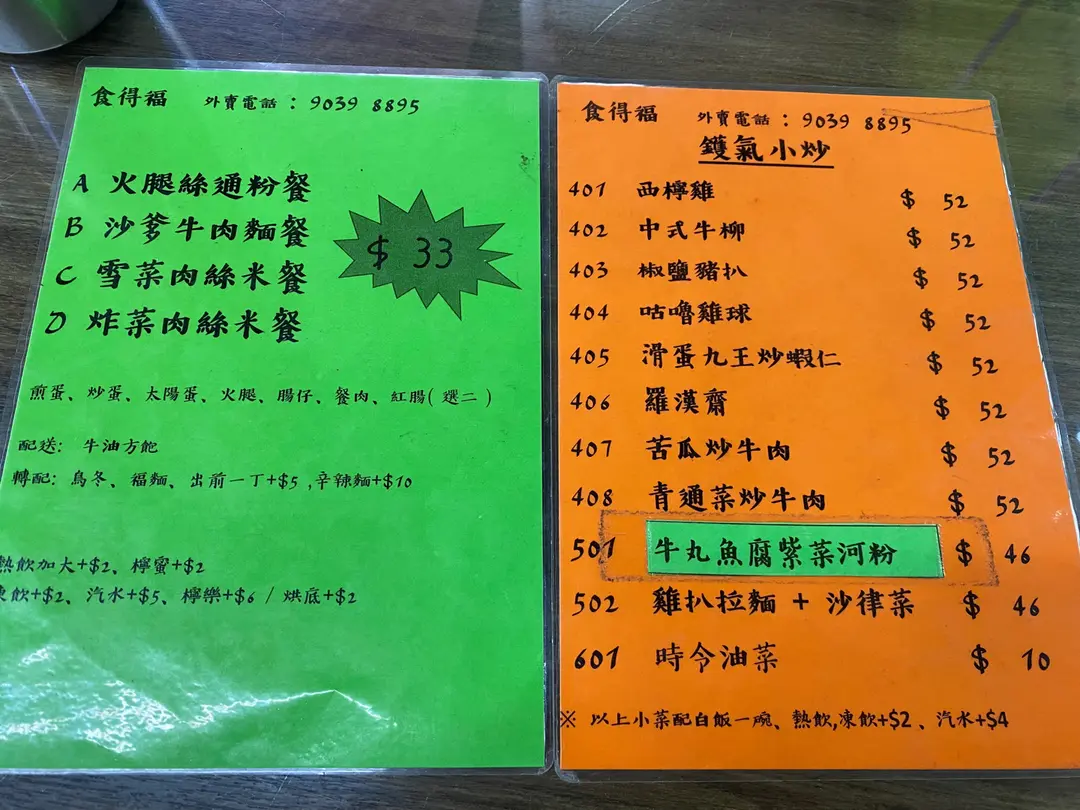 食得福 外賣電話：9039 8895
A 火腿絲通粉餐
B 沙爹牛肉麵餐
C 雪菜肉絲米餐
D 炸菜肉絲米餐
$ 33
煎蛋、炒蛋、太陽蛋、火腿、腸仔、餐肉、紅腸( 選二 )
配送: 牛油方飽
轉配: 烏冬、福麵、出前一丁+$5 ,辛辣麵+$10
熱飲加大+$2、檸蜜+$2
凍飲+$2、汽水+$5、檸樂+$6 / 烘底+$2
食得福 外賣電話：9039 8895
鑊氣小炒
401 西檸雞 $ 52
402 中式牛柳 $ 52
403 椒鹽豬扒 $ 52
404 咕嚕雞球 $ 52
405 滑蛋九王炒蝦仁 $ 52
406 羅漢齋 $ 52
407 苦瓜炒牛肉 $ 52
408 青通菜炒牛肉 $ 52
501 牛丸魚腐紫菜河粉 $ 46
502 雞扒拉麵 + 沙律菜 $ 46
601 時令油菜 $ 10
※ 以上小菜配白飯一碗、熱飲,凍飲+$2 、汽水+$4